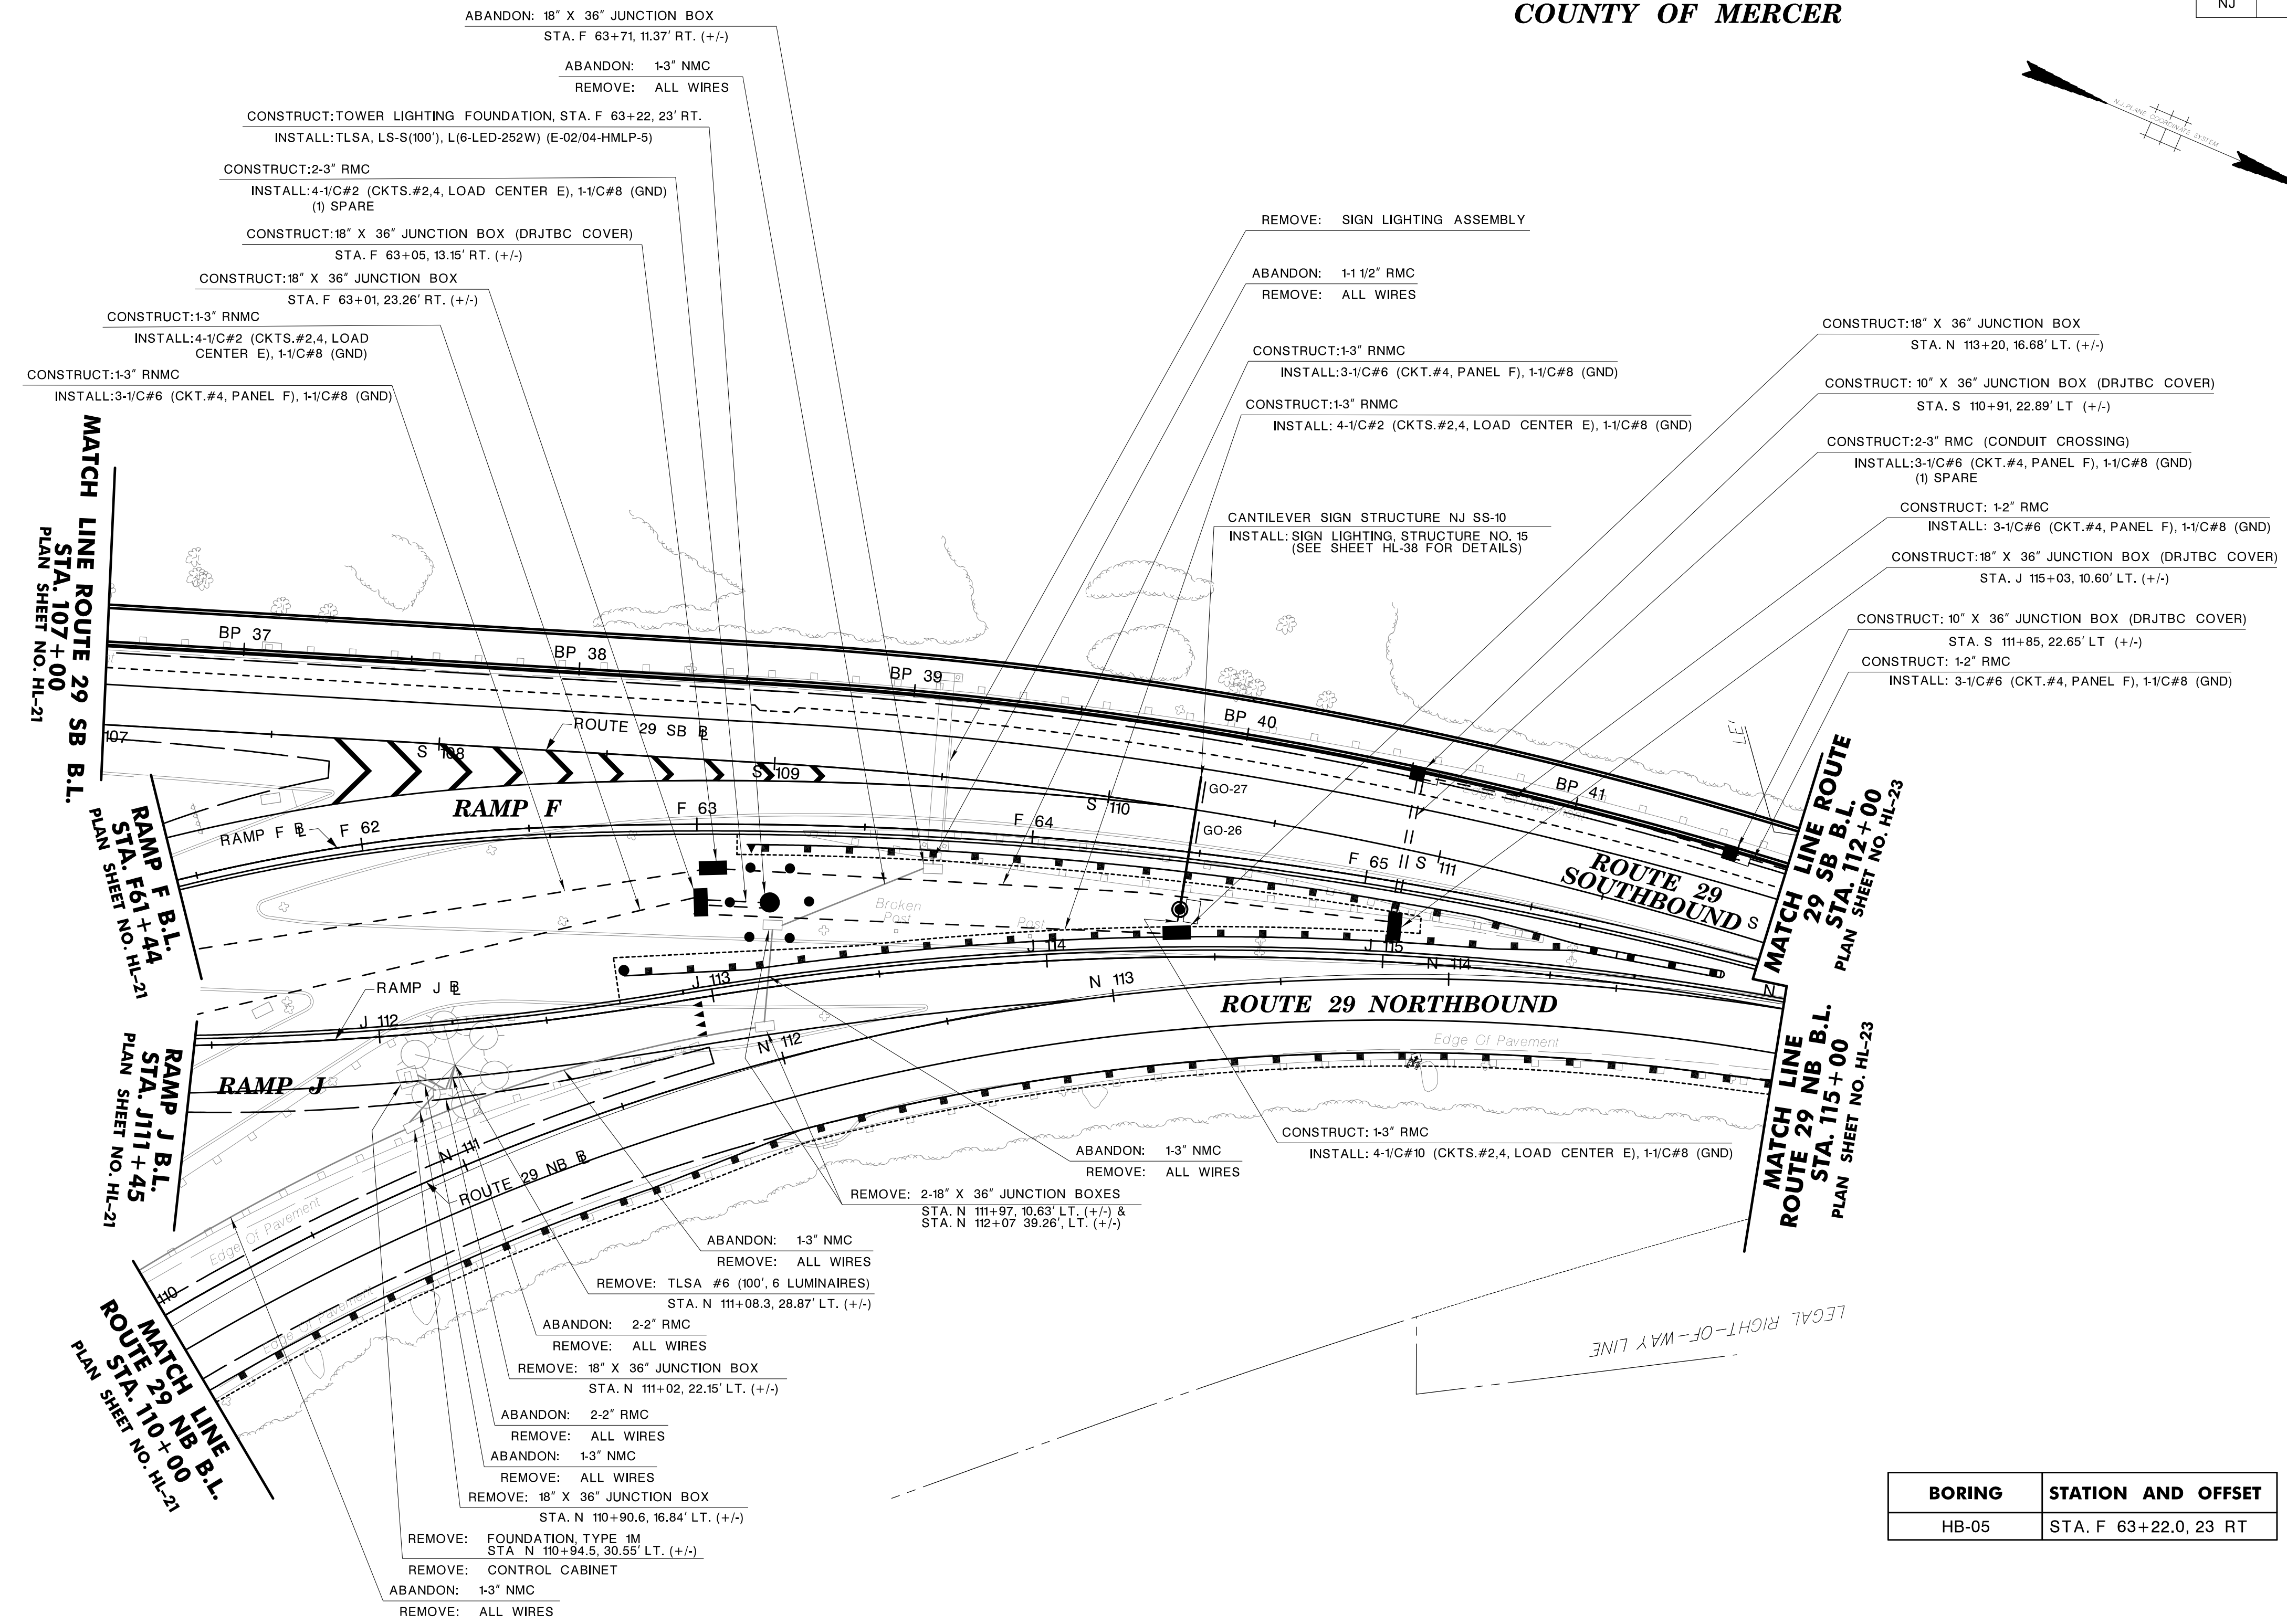 COUNTY OF MERCER
NJ
N.J. PLANE COORDINATE SYSTEM
ABANDON: 18" X 36" JUNCTION BOX
STA. F 63+71, 11.37' RT. (+/-)
ABANDON: 1-3" NMC
REMOVE: ALL WIRES
CONSTRUCT:TOWER LIGHTING FOUNDATION, STA. F 63+22, 23' RT.
INSTALL:TLSA, LS-S(100'), L(6-LED-252W) (E-02/04-HMLP-5)
CONSTRUCT:2-3" RMC
INSTALL:4-1/C#2 (CKTS.#2,4, LOAD CENTER E), 1-1/C#8 (GND)
(1) SPARE
CONSTRUCT:18" X 36" JUNCTION BOX (DRJTBC COVER)
STA. F 63+05, 13.15' RT. (+/-)
CONSTRUCT:18" X 36" JUNCTION BOX
STA. F 63+01, 23.26' RT. (+/-)
CONSTRUCT:1-3" RNMC
INSTALL:4-1/C#2 (CKTS.#2,4, LOAD
CENTER E), 1-1/C#8 (GND)
CONSTRUCT:1-3" RNMC
INSTALL:3-1/C#6 (CKT.#4, PANEL F), 1-1/C#8 (GND)
REMOVE: SIGN LIGHTING ASSEMBLY
ABANDON: 1-1 1/2" RMC
REMOVE: ALL WIRES
CONSTRUCT:1-3" RNMC
INSTALL:3-1/C#6 (CKT.#4, PANEL F), 1-1/C#8 (GND)
CONSTRUCT:1-3" RNMC
INSTALL: 4-1/C#2 (CKTS.#2,4, LOAD CENTER E), 1-1/C#8 (GND)
CANTILEVER SIGN STRUCTURE NJ SS-10
INSTALL: SIGN LIGHTING, STRUCTURE NO. 15
(SEE SHEET HL-38 FOR DETAILS)
CONSTRUCT:18" X 36" JUNCTION BOX
STA. N 113+20, 16.68' LT. (+/-)
CONSTRUCT: 10" X 36" JUNCTION BOX (DRJTBC COVER)
STA. S 110+91, 22.89' LT (+/-)
CONSTRUCT:2-3" RMC (CONDUIT CROSSING)
INSTALL:3-1/C#6 (CKT.#4, PANEL F), 1-1/C#8 (GND)
(1) SPARE
CONSTRUCT: 1-2" RMC
INSTALL: 3-1/C#6 (CKT.#4, PANEL F), 1-1/C#8 (GND)
CONSTRUCT:18" X 36" JUNCTION BOX (DRJTBC COVER)
STA. J 115+03, 10.60' LT. (+/-)
CONSTRUCT: 10" X 36" JUNCTION BOX (DRJTBC COVER)
STA. S 111+85, 22.65' LT (+/-)
CONSTRUCT: 1-2" RMC
INSTALL: 3-1/C#6 (CKT.#4, PANEL F), 1-1/C#8 (GND)
MATCH LINE ROUTE 29 SB B.L.
STA. 107+00
PLAN SHEET NO. HL-21
RAMP F B.L.
STA. F61+44
PLAN SHEET NO. HL-21
RAMP J B.L.
STA. J111+45
PLAN SHEET NO. HL-21
MATCH LINE
ROUTE 29 NB B.L.
STA. 110+00
PLAN SHEET NO. HL-21
MATCH LINE ROUTE
29 SB B.L.
STA. 112+00
PLAN SHEET NO. HL-23
MATCH LINE
ROUTE 29 NB B.L.
STA. 115+00
PLAN SHEET NO. HL-23
BP 37
BP 38
BP 39
BP 40
BP 41
LE
107
S 108
S 109
S 110
S 111
S
ROUTE 29 SB BL
RAMP F
RAMP F BL
F 62
F 63
F 64
F 65
GO-27
GO-26
Edge Of Pavement
ROUTE 29
SOUTHBOUND
Broken
Post
Post
J 112
J 113
J 114
J 115
RAMP J BL
RAMP J
110
N 111
N 112
N 113
N 114
N
ROUTE 29 NORTHBOUND
ROUTE 29 NB BL
Edge Of Pavement
Edge Of Pavement
Edge Of Pavement
CONSTRUCT: 1-3" RMC
INSTALL: 4-1/C#10 (CKTS.#2,4, LOAD CENTER E), 1-1/C#8 (GND)
ABANDON: 1-3" NMC
REMOVE: ALL WIRES
REMOVE: 2-18" X 36" JUNCTION BOXES
STA. N 111+97, 10.63' LT. (+/-) &
STA. N 112+07 39.26', LT. (+/-)
ABANDON: 1-3" NMC
REMOVE: ALL WIRES
REMOVE: TLSA #6 (100', 6 LUMINAIRES)
STA. N 111+08.3, 28.87' LT. (+/-)
ABANDON: 2-2" RMC
REMOVE: ALL WIRES
REMOVE: 18" X 36" JUNCTION BOX
STA. N 111+02, 22.15' LT. (+/-)
ABANDON: 2-2" RMC
REMOVE: ALL WIRES
ABANDON: 1-3" NMC
REMOVE: ALL WIRES
REMOVE: 18" X 36" JUNCTION BOX
STA. N 110+90.6, 16.84' LT. (+/-)
REMOVE: FOUNDATION, TYPE 1M
STA N 110+94.5, 30.55' LT. (+/-)
REMOVE: CONTROL CABINET
ABANDON: 1-3" NMC
REMOVE: ALL WIRES
LEGAL RIGHT-OF-WAY LINE
BORING STATION AND OFFSET
HB-05 STA. F 63+22.0, 23 RT